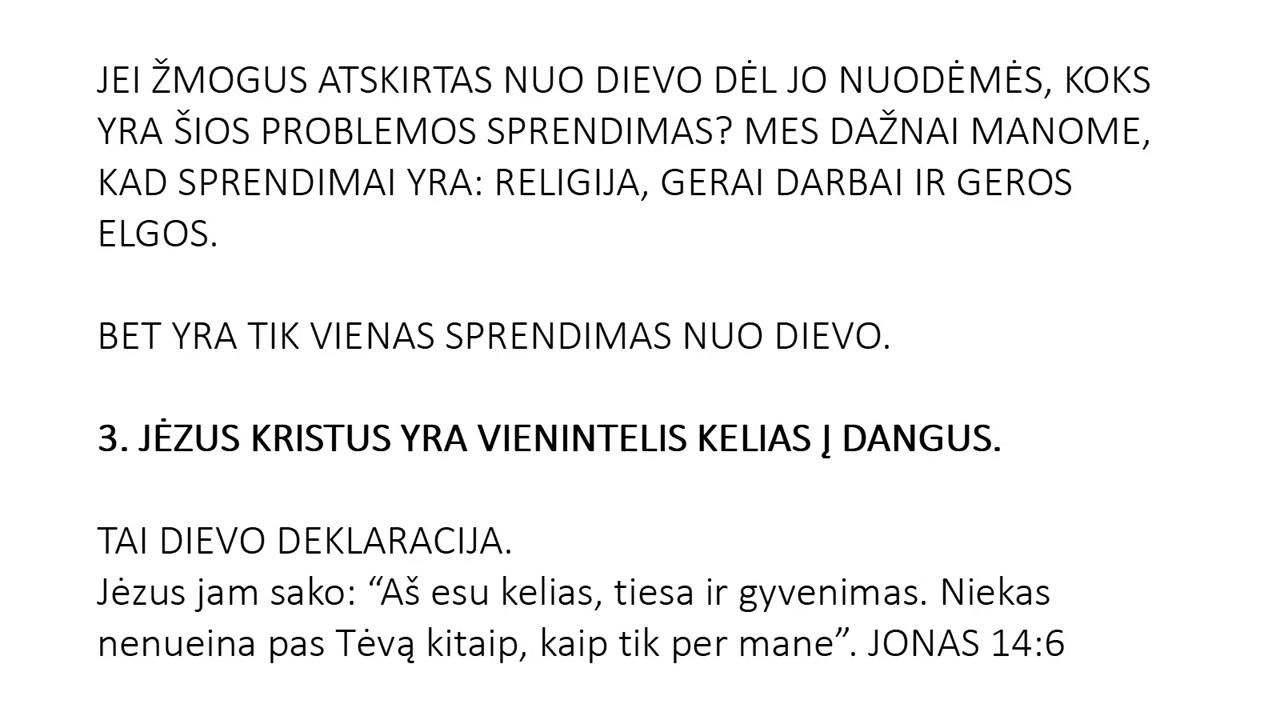 JEI ŽMOGUS ATSKIRTAS NUO DIEVO DĖL JO NUODĖMĖS, KOKS
YRA ŠIOS PROBLEMOS SPRENDIMAS? MES DAŽNAI MANOME,
KAD SPRENDIMAI YRA: RELIGIJA, GERAI DARBAI IR GEROS
ELGOS.
BET YRA TIK VIENAS SPRENDIMAS NUO DIEVO.
3. JĖZUS KRISTUS YRA VIENINTELIS KELIAS Į DANGUS.
TAI DIEVO DEKLARACIJA.
Jėzus jam sako: “Aš esu kelias, tiesa ir gyvenimas. Niekas
nenueina pas Tėvą kitaip, kaip tik per mane”. JONAS 14:6